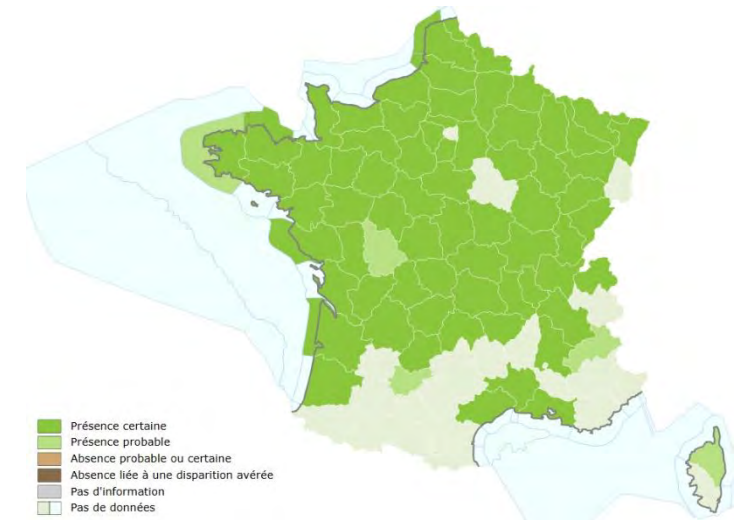 Présence certaine
Présence probable
Absence probable ou certaine
Absence liée à une disparition avérée
Pas d'information
Pas de données